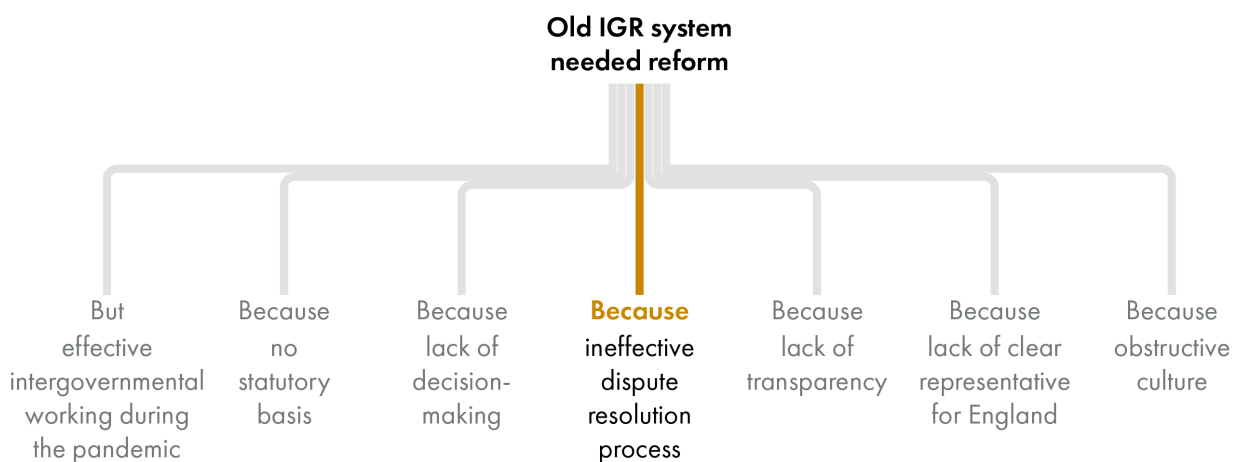 Old IGR system
needed reform
But
effective
intergovernmental
working during
the pandemic
Because
no
statutory
basis
Because
lack of
decision-
making
Because
ineffective
dispute
resolution
process
Because
lack of
transparency
Because
lack of clear
representative
for England
Because
obstructive
culture